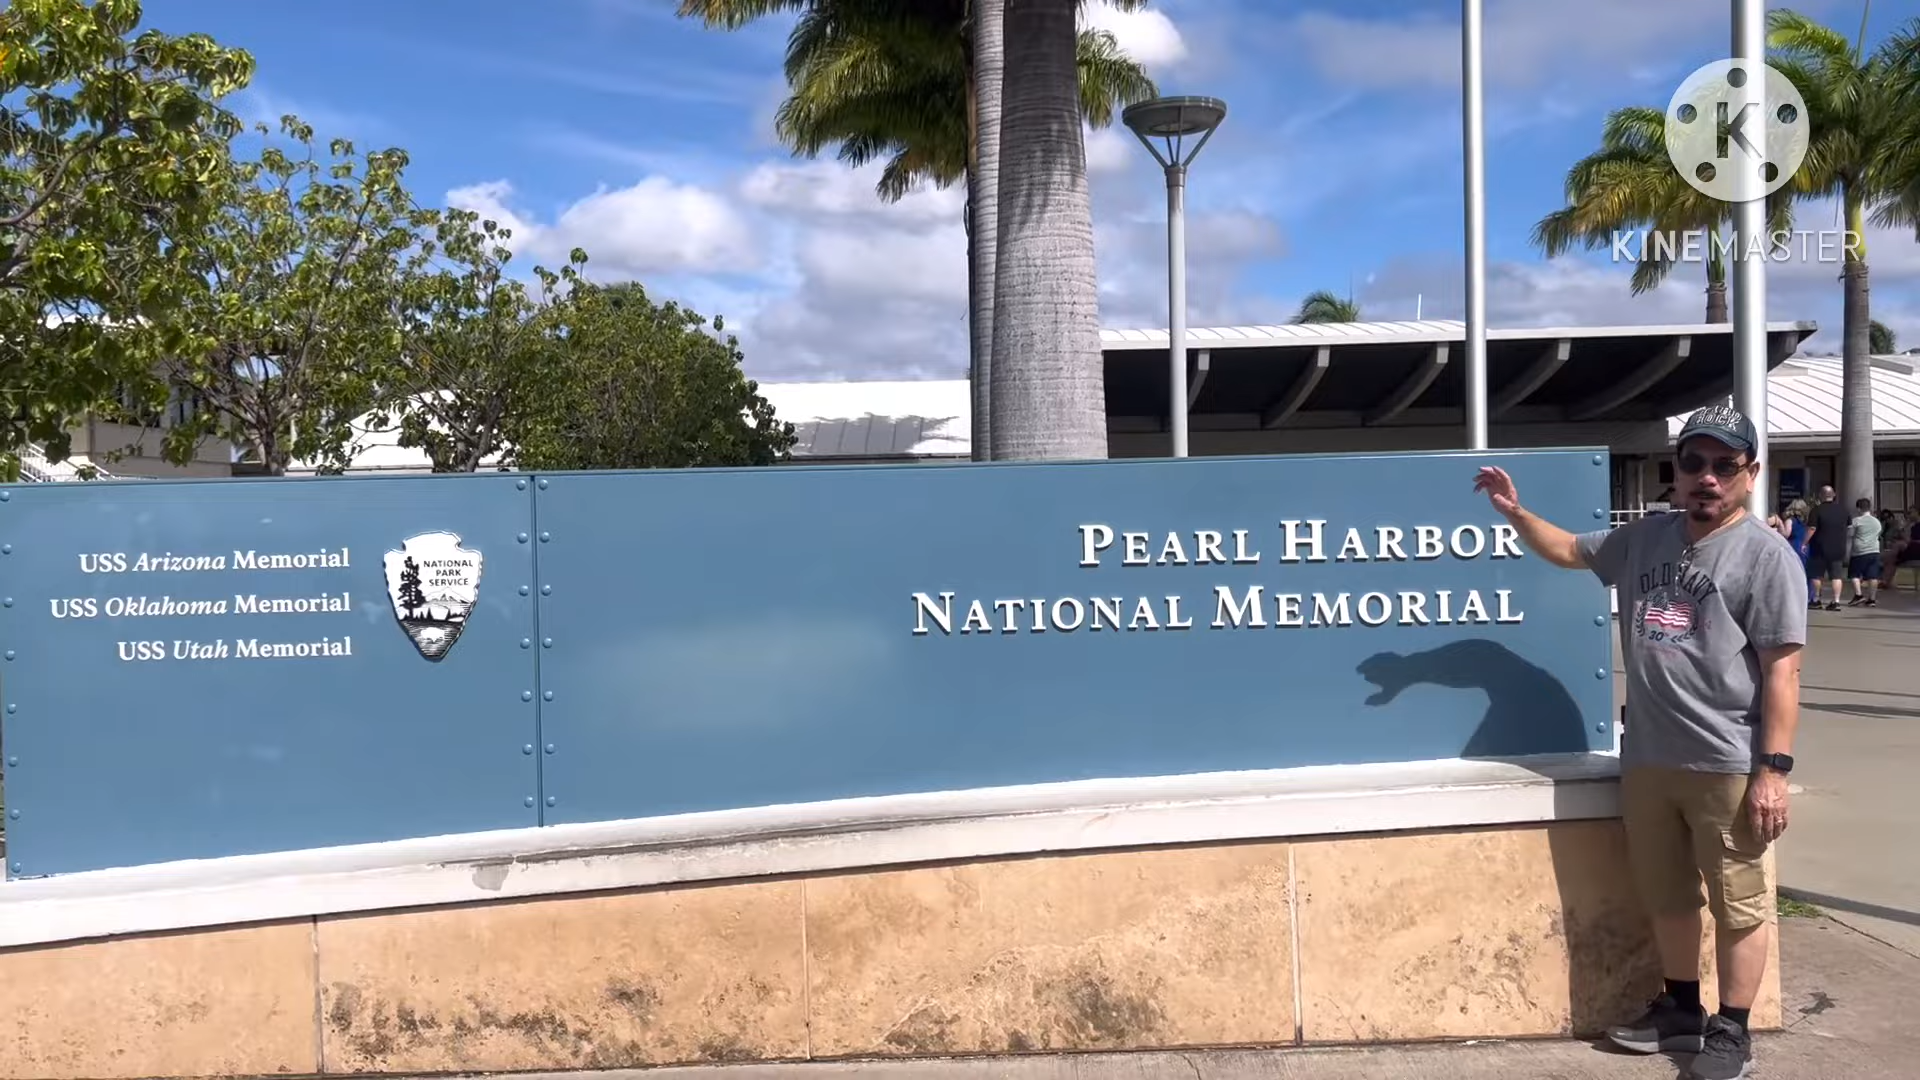 KINEMASTER
K
USS Arizona Memorial
USS Oklahoma Memorial
USS Utah Memorial
NATIONAL
PARK
SERVICE
PEARL HARBOR
NATIONAL MEMORIAL
OLD NAVY
30